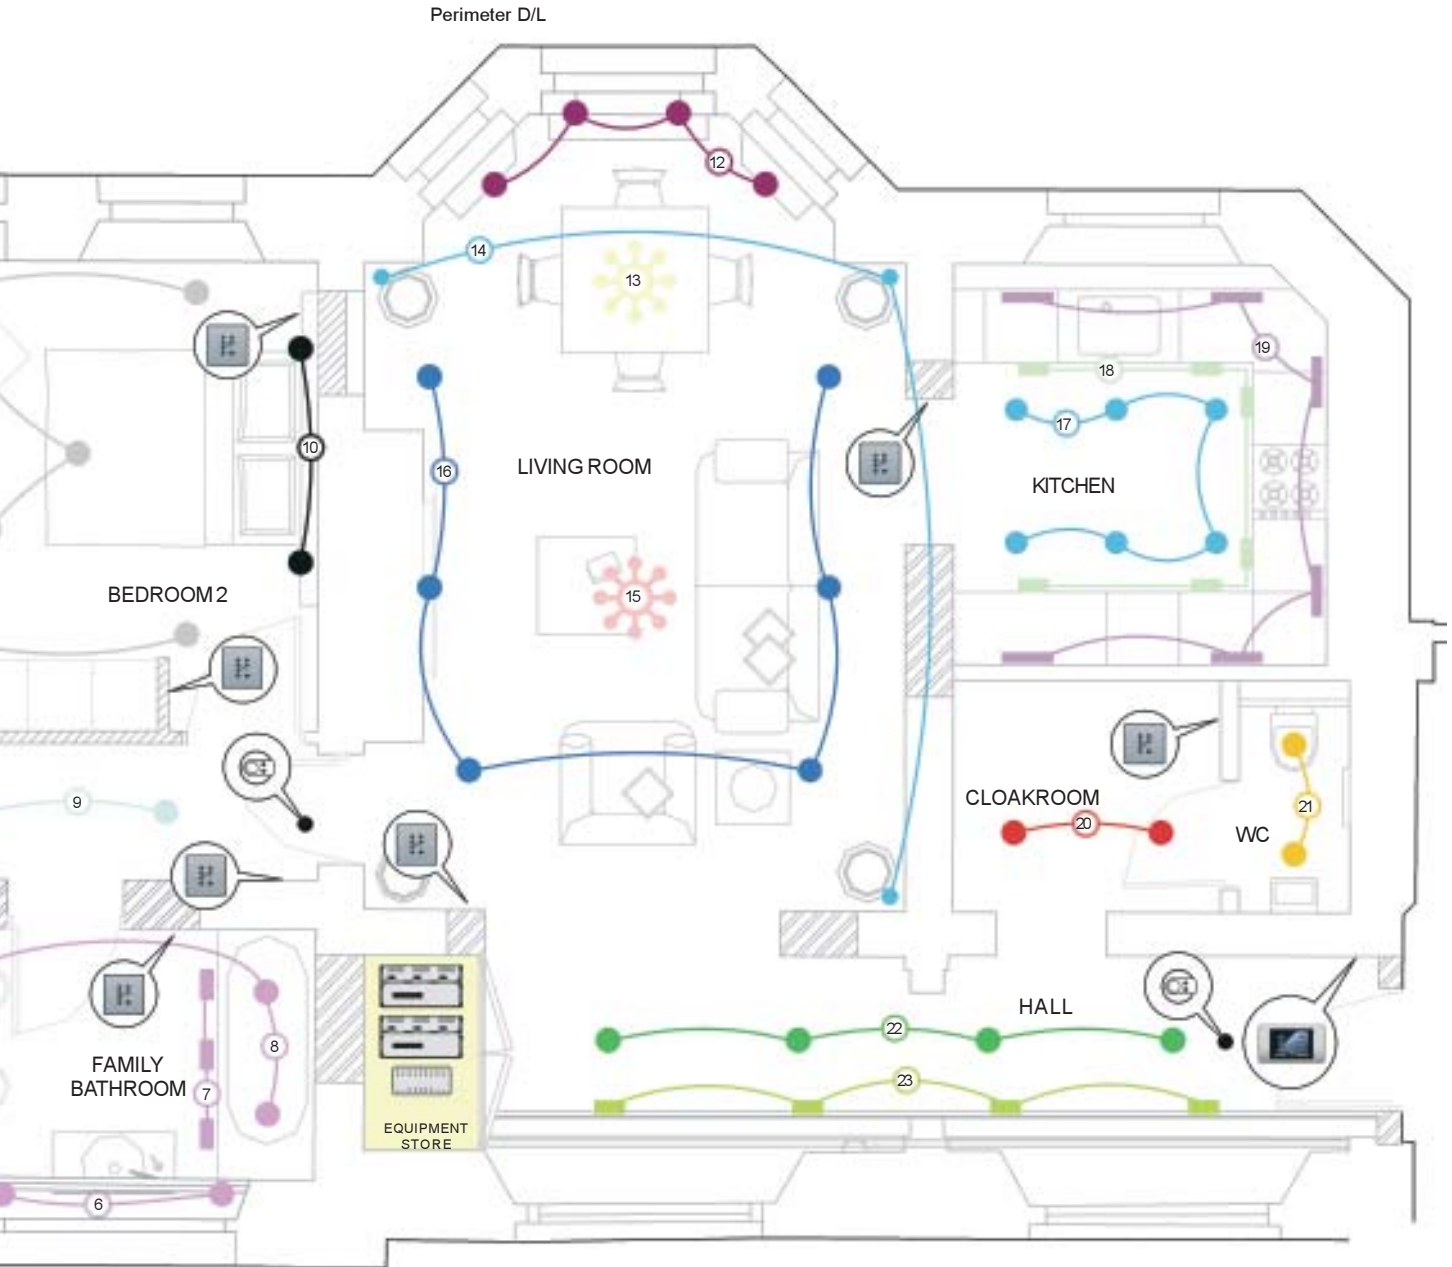 Perimeter D/L
12
14
13
10
16
LIVING ROOM
15
18
19
17
KITCHEN
BEDROOM 2
9
CLOAKROOM
20
21
WC
8
FAMILY
BATHROOM
7
6
EQUIPMENT
STORE
HALL
22
23